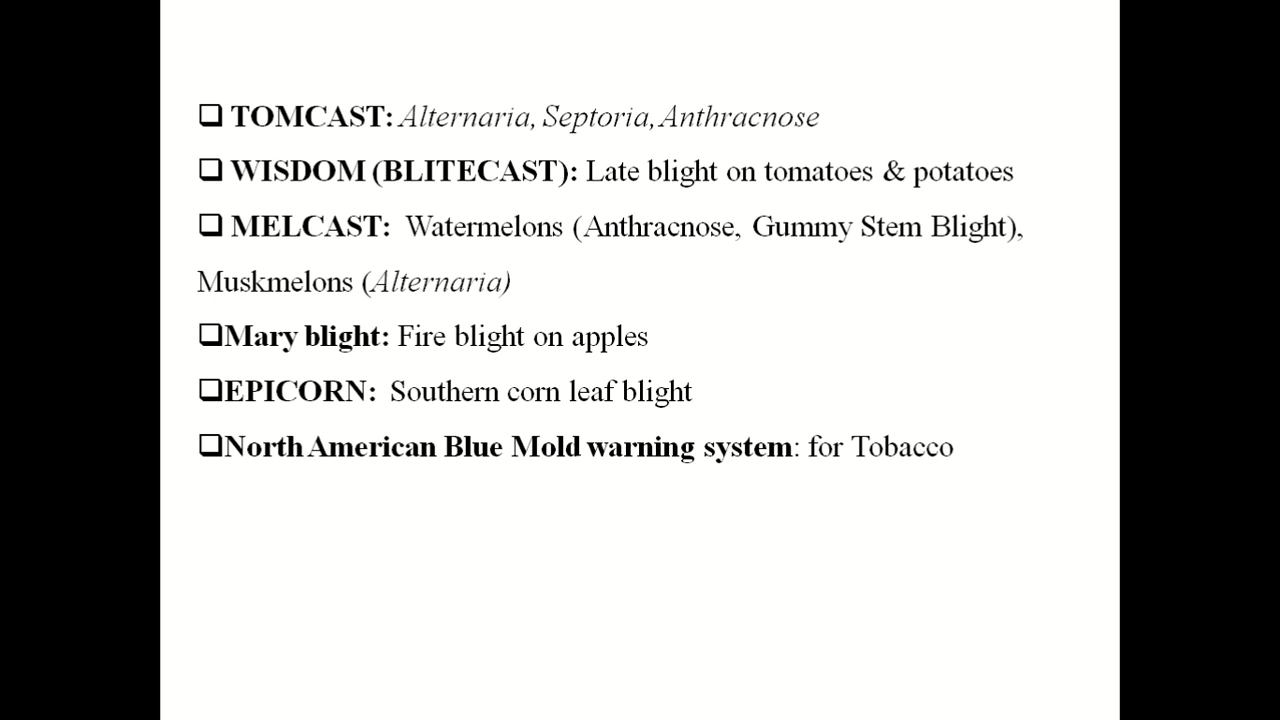 ❑ TOMCAST: Alternaria, Septoria, Anthracnose
❑ WISDOM (BLITECAST): Late blight on tomatoes & potatoes
❑ MELCAST: Watermelons (Anthracnose, Gummy Stem Blight),
Muskmelons (Alternaria)
❑Mary blight: Fire blight on apples
❑EPICORN: Southern corn leaf blight
❑North American Blue Mold warning system: for Tobacco